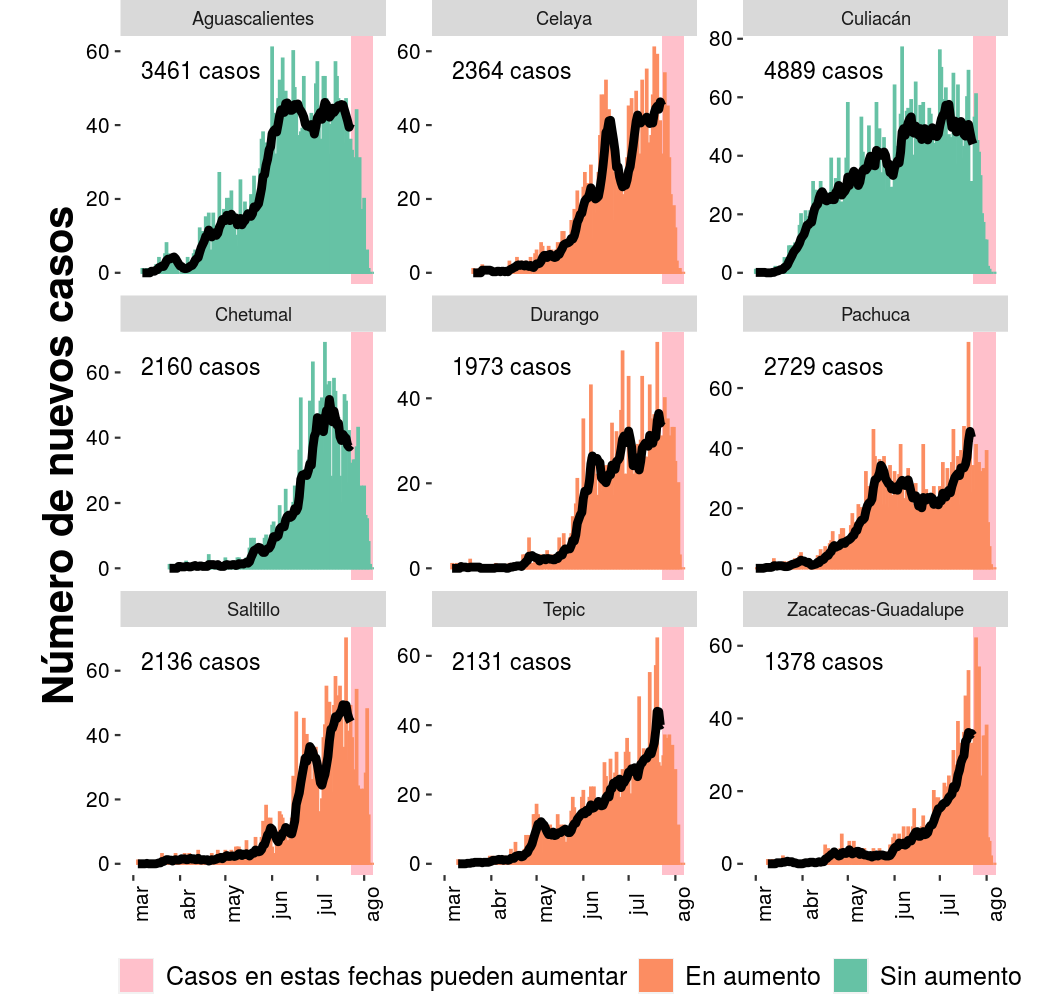 Número de nuevos casos
Aguascalientes
3461 casos
60
40
20
0
Celaya
2364 casos
60
40
20
0
Culiacán
4889 casos
80
60
40
20
0
Chetumal
2160 casos
60
40
20
0
Durango
1973 casos
40
20
0
Pachuca
2729 casos
60
40
20
0
Saltillo
2136 casos
60
40
20
0
Tepic
2131 casos
60
40
20
0
Zacatecas-Guadalupe
1378 casos
60
40
20
0
mar abr may jun jul ago
mar abr may jun jul ago
mar abr may jun jul ago
Casos en estas fechas pueden aumentar En aumento Sin aumento